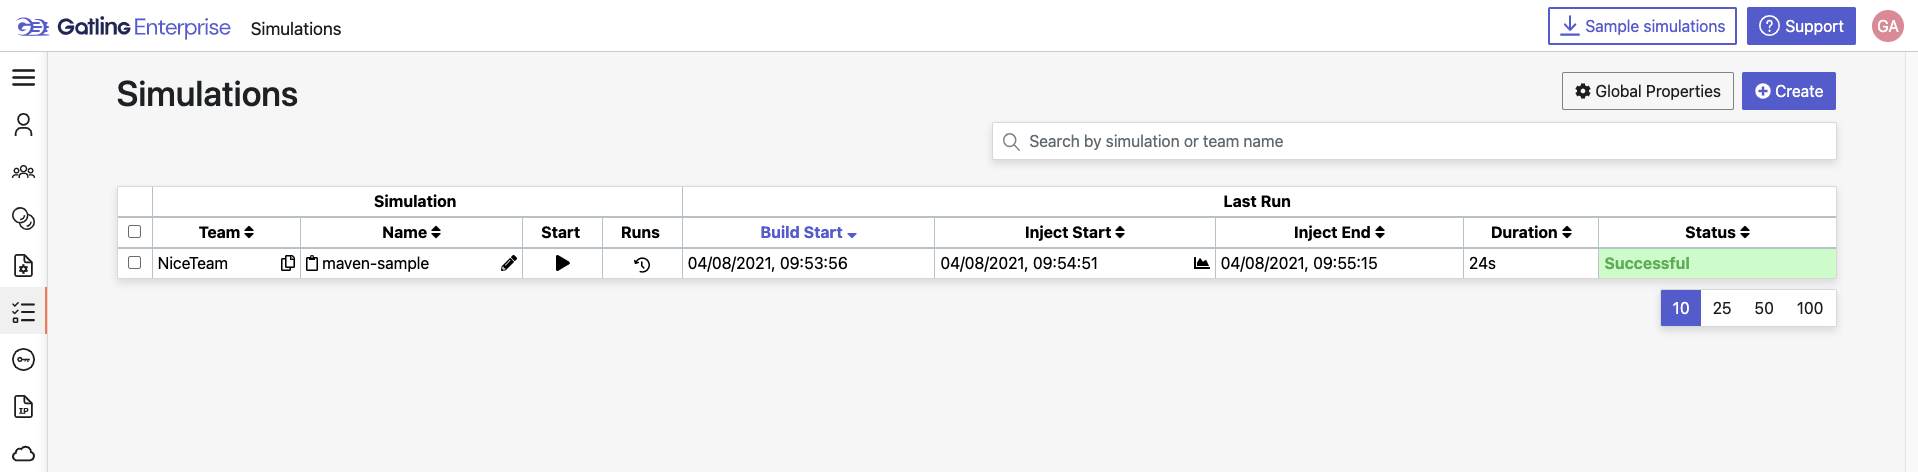 Gatling Enterprise Simulations Sample simulations Support GA
Simulations Global Properties Create
Search by simulation or team name
Simulation Last Run
Team Name Start Runs Build Start Inject Start Inject End Duration Status
NiceTeam maven-sample 04/08/2021, 09:53:56 04/08/2021, 09:54:51 04/08/2021, 09:55:15 24s Successful
10 25 50 100
IP